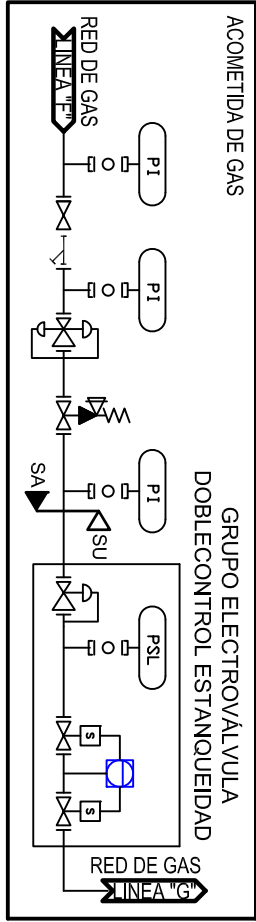 ACOMETIDA DE GAS
RED DE GAS
LINEA "F"
PI
PI
PI
SA
SU
GRUPO ELECTROVÁLVULA
DOBLECONTROL ESTANQUEIDAD
PSL
S
S
RED DE GAS
LINEA "G"